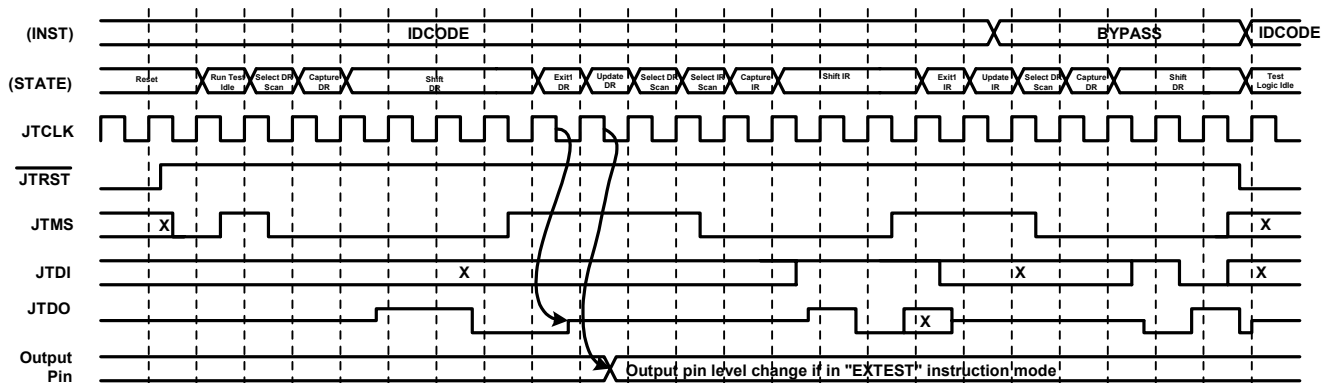 (INST) IDCODE BYPASS IDCODE
(STATE) Reset Run Test Idle Select DR Scan Capture DR Shift DR Exit1 DR Update DR Select DR Scan Select IR Scan Capture IR Shift IR Exit1 IR Update IR Select DR Scan Capture DR Shift DR Test Logic Idle
JTCLK
JTRST
JTMS X X
JTDI X X X
JTDO X
Output Pin Output pin level change if in "EXTEST" instruction mode